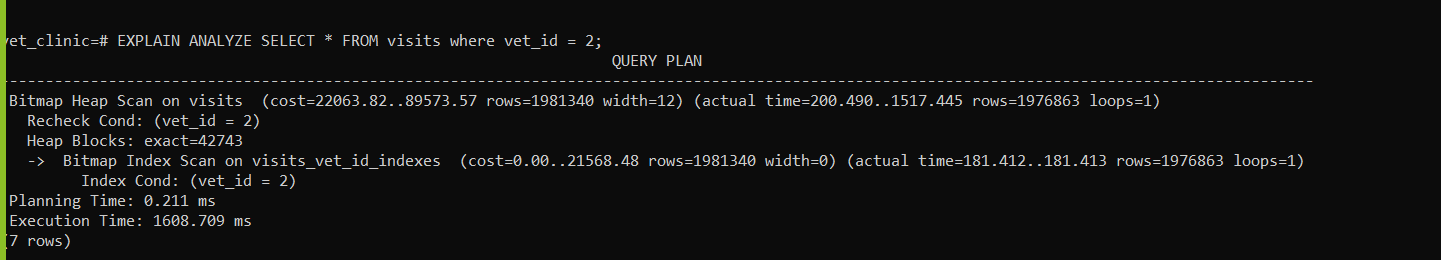 vet_clinic=# EXPLAIN ANALYZE SELECT * FROM visits where vet_id = 2;
QUERY PLAN
--------------------------------------------------------------------------------------------------------------------------------------------------
Bitmap Heap Scan on visits  (cost=22063.82..89573.57 rows=1981340 width=12) (actual time=200.490..1517.445 rows=1976863 loops=1)
Recheck Cond: (vet_id = 2)
Heap Blocks: exact=42743
->  Bitmap Index Scan on visits_vet_id_indexes  (cost=0.00..21568.48 rows=1981340 width=0) (actual time=181.412..181.413 rows=1976863 loops=1)
Index Cond: (vet_id = 2)
Planning Time: 0.211 ms
Execution Time: 1608.709 ms
(7 rows)